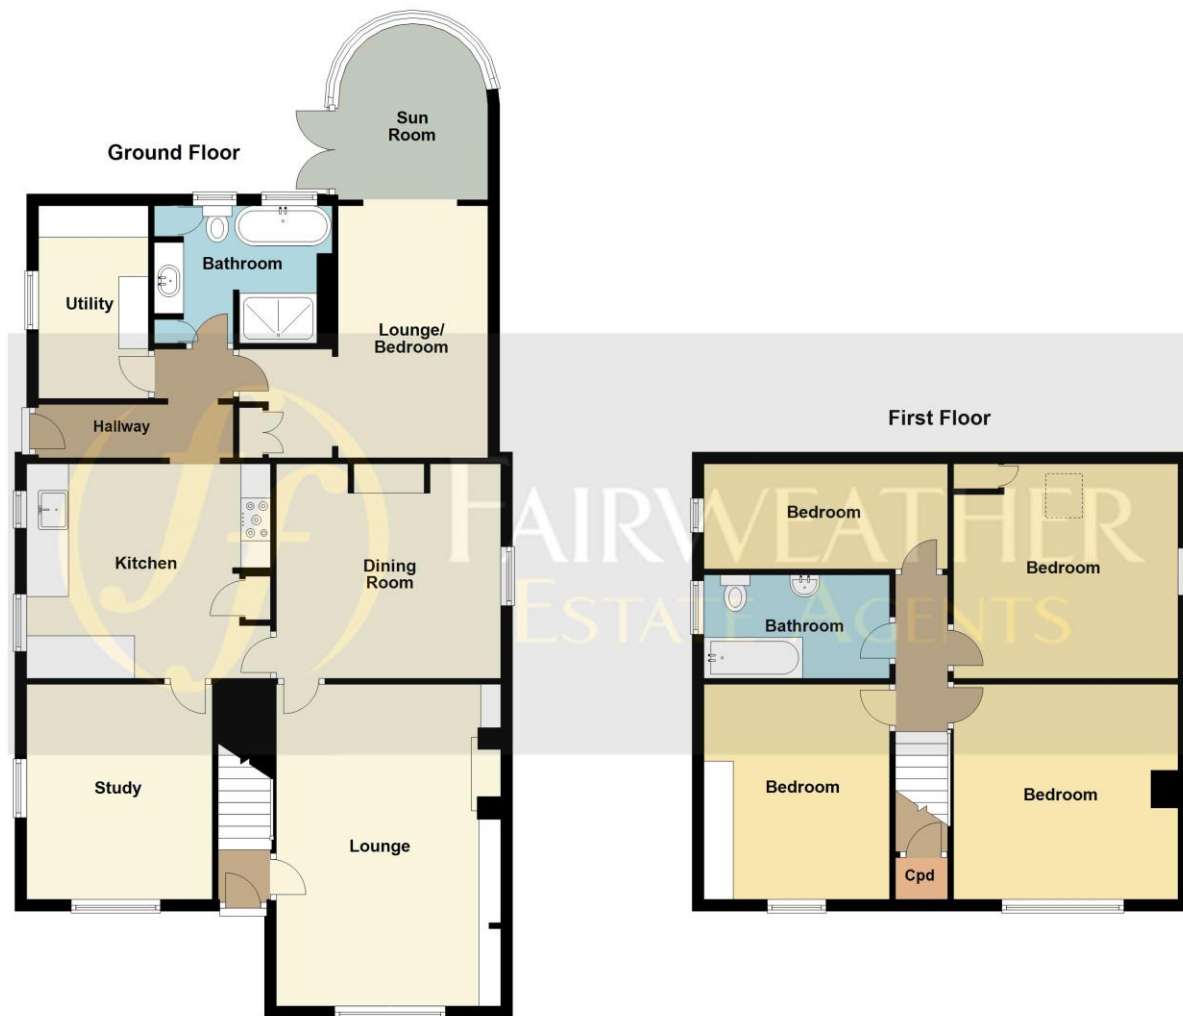 Ground Floor
Sun
Room
Bathroom
Utility
Lounge/
Bedroom
Hallway
Kitchen
Dining
Room
Study
Lounge
First Floor
Bedroom
Bedroom
Bathroom
Bedroom
Bedroom
Cpd
ff
FAIRWEATHER
ESTATE AGENTS